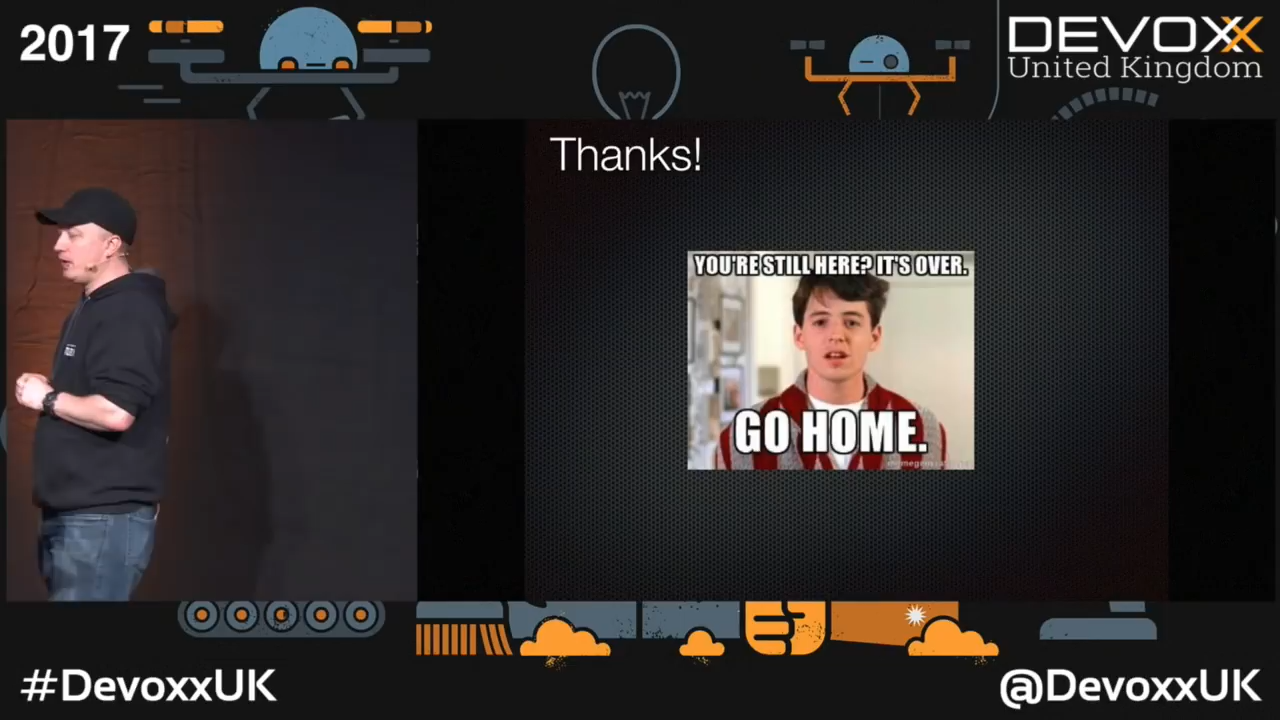 2017
DEVOXX
United Kingdom
Thanks!
YOU'RE STILL HERE? IT'S OVER.
GO HOME.
#DevoxxUK
@DevoxxUK